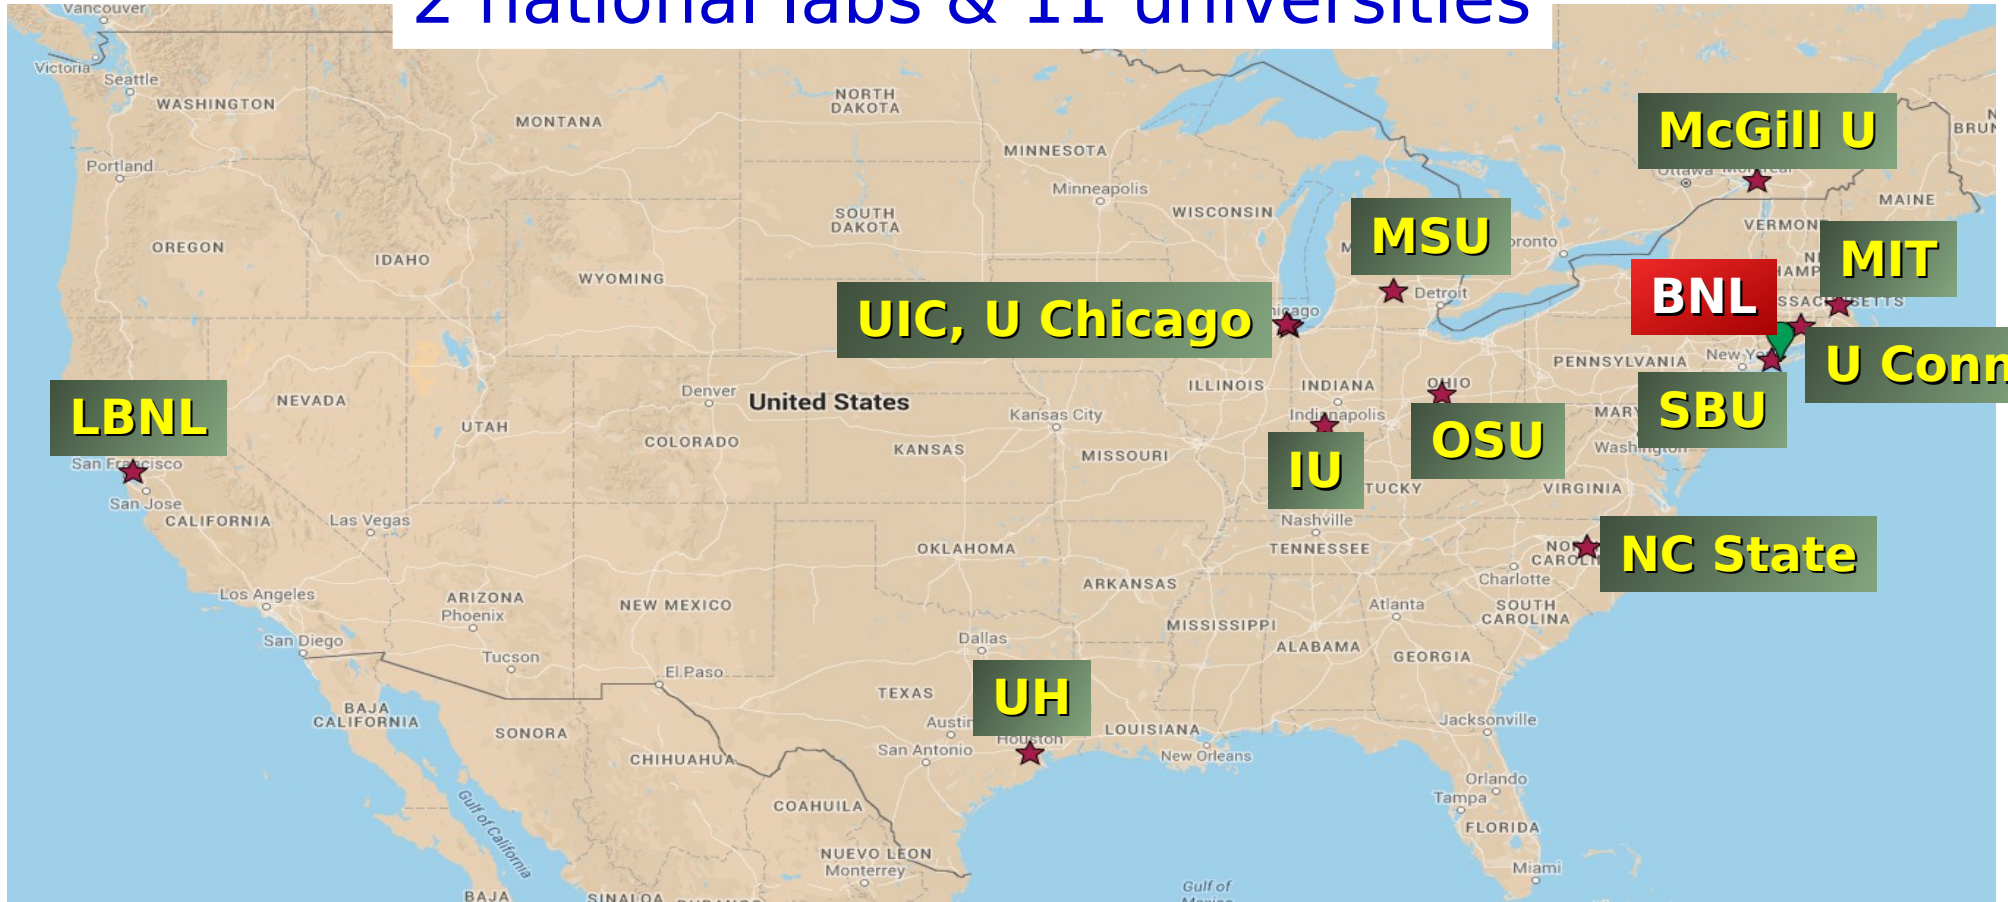 2 national labs & 11 universities
Vancouver
Victoria
Seattle
WASHINGTON
MONTANA
NORTH
DAKOTA
MINNESOTA
McGill U
Ottawa
Portland
Minneapolis
WISCONSIN
SOUTH
DAKOTA
MSU
MAINE
VERMONT
OREGON
IDAHO
WYOMING
MIT
BNL
Detroit
UIC, U Chicago
U Conn
New York
PENNSYLVANIA
LBNL
NEVADA
UTAH
Denver
United States
COLORADO
KANSAS
Kansas City
MISSOURI
ILLINOIS
INDIANA
Indianapolis
OHIO
OSU
SBU
IU
Washington
San Francisco
San Jose
CALIFORNIA
Las Vegas
VIRGINIA
Nashville
TENNESSEE
OKLAHOMA
ARKANSAS
NC State
Charlotte
Los Angeles
ARIZONA
Phoenix
NEW MEXICO
Atlanta
SOUTH
CAROLINA
MISSISSIPPI
ALABAMA
GEORGIA
San Diego
Tucson
El Paso
Dallas
UH
TEXAS
Austin
Houston
San Antonio
LOUISIANA
New Orleans
Jacksonville
BAJA
CALIFORNIA
SONORA
CHIHUAHUA
COAHUILA
Gulf of California
NUEVO LEON
Monterrey
Orlando
Tampa
FLORIDA
Miami
BAJA
SINALOA
Gulf of